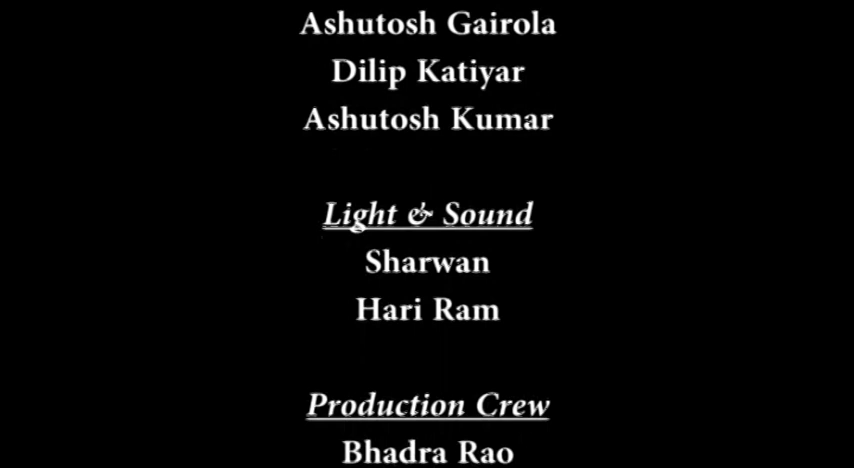 Ashutosh Gairola
Dilip Katiyar
Ashutosh Kumar
Light & Sound
Sharwan
Hari Ram
Production Crew
Bhadra Rao